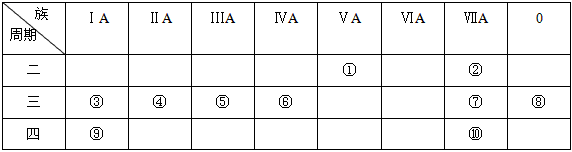 族 ⅠA ⅡA ⅢA ⅣA ⅤA ⅥA ⅦA 0
周期
二 ① ②
三 ③ ④ ⑤ ⑥ ⑦ ⑧
四 ⑨ ⑩